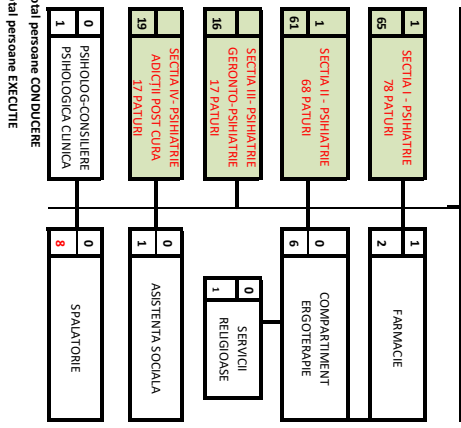 1
65
SECTIA I - PSIHIATRIE
78 PATURI
1
2
FARMACIE
1
61
SECTIA II - PSIHIATRIE
68 PATURI
0
6
COMPARTIMENT
ERGOTERAPIE
16
SECTIA III- PSIHIATRIE
GERONTO-PSIHIATRIE
17 PATURI
0
1
SERVICII
RELIGIOASE
19
SECTIA IV- PSIHIATRIE
ADICȚII POST CURA
17 PATURI
0
1
ASISTENTA SOCIALA
0
1
PSIHOLOG-CONSILIERE
PSIHOLOGICA CLINICA
0
8
SPALATORIE
otal persoane CONDUCERE
tal persoane EXECUTIE